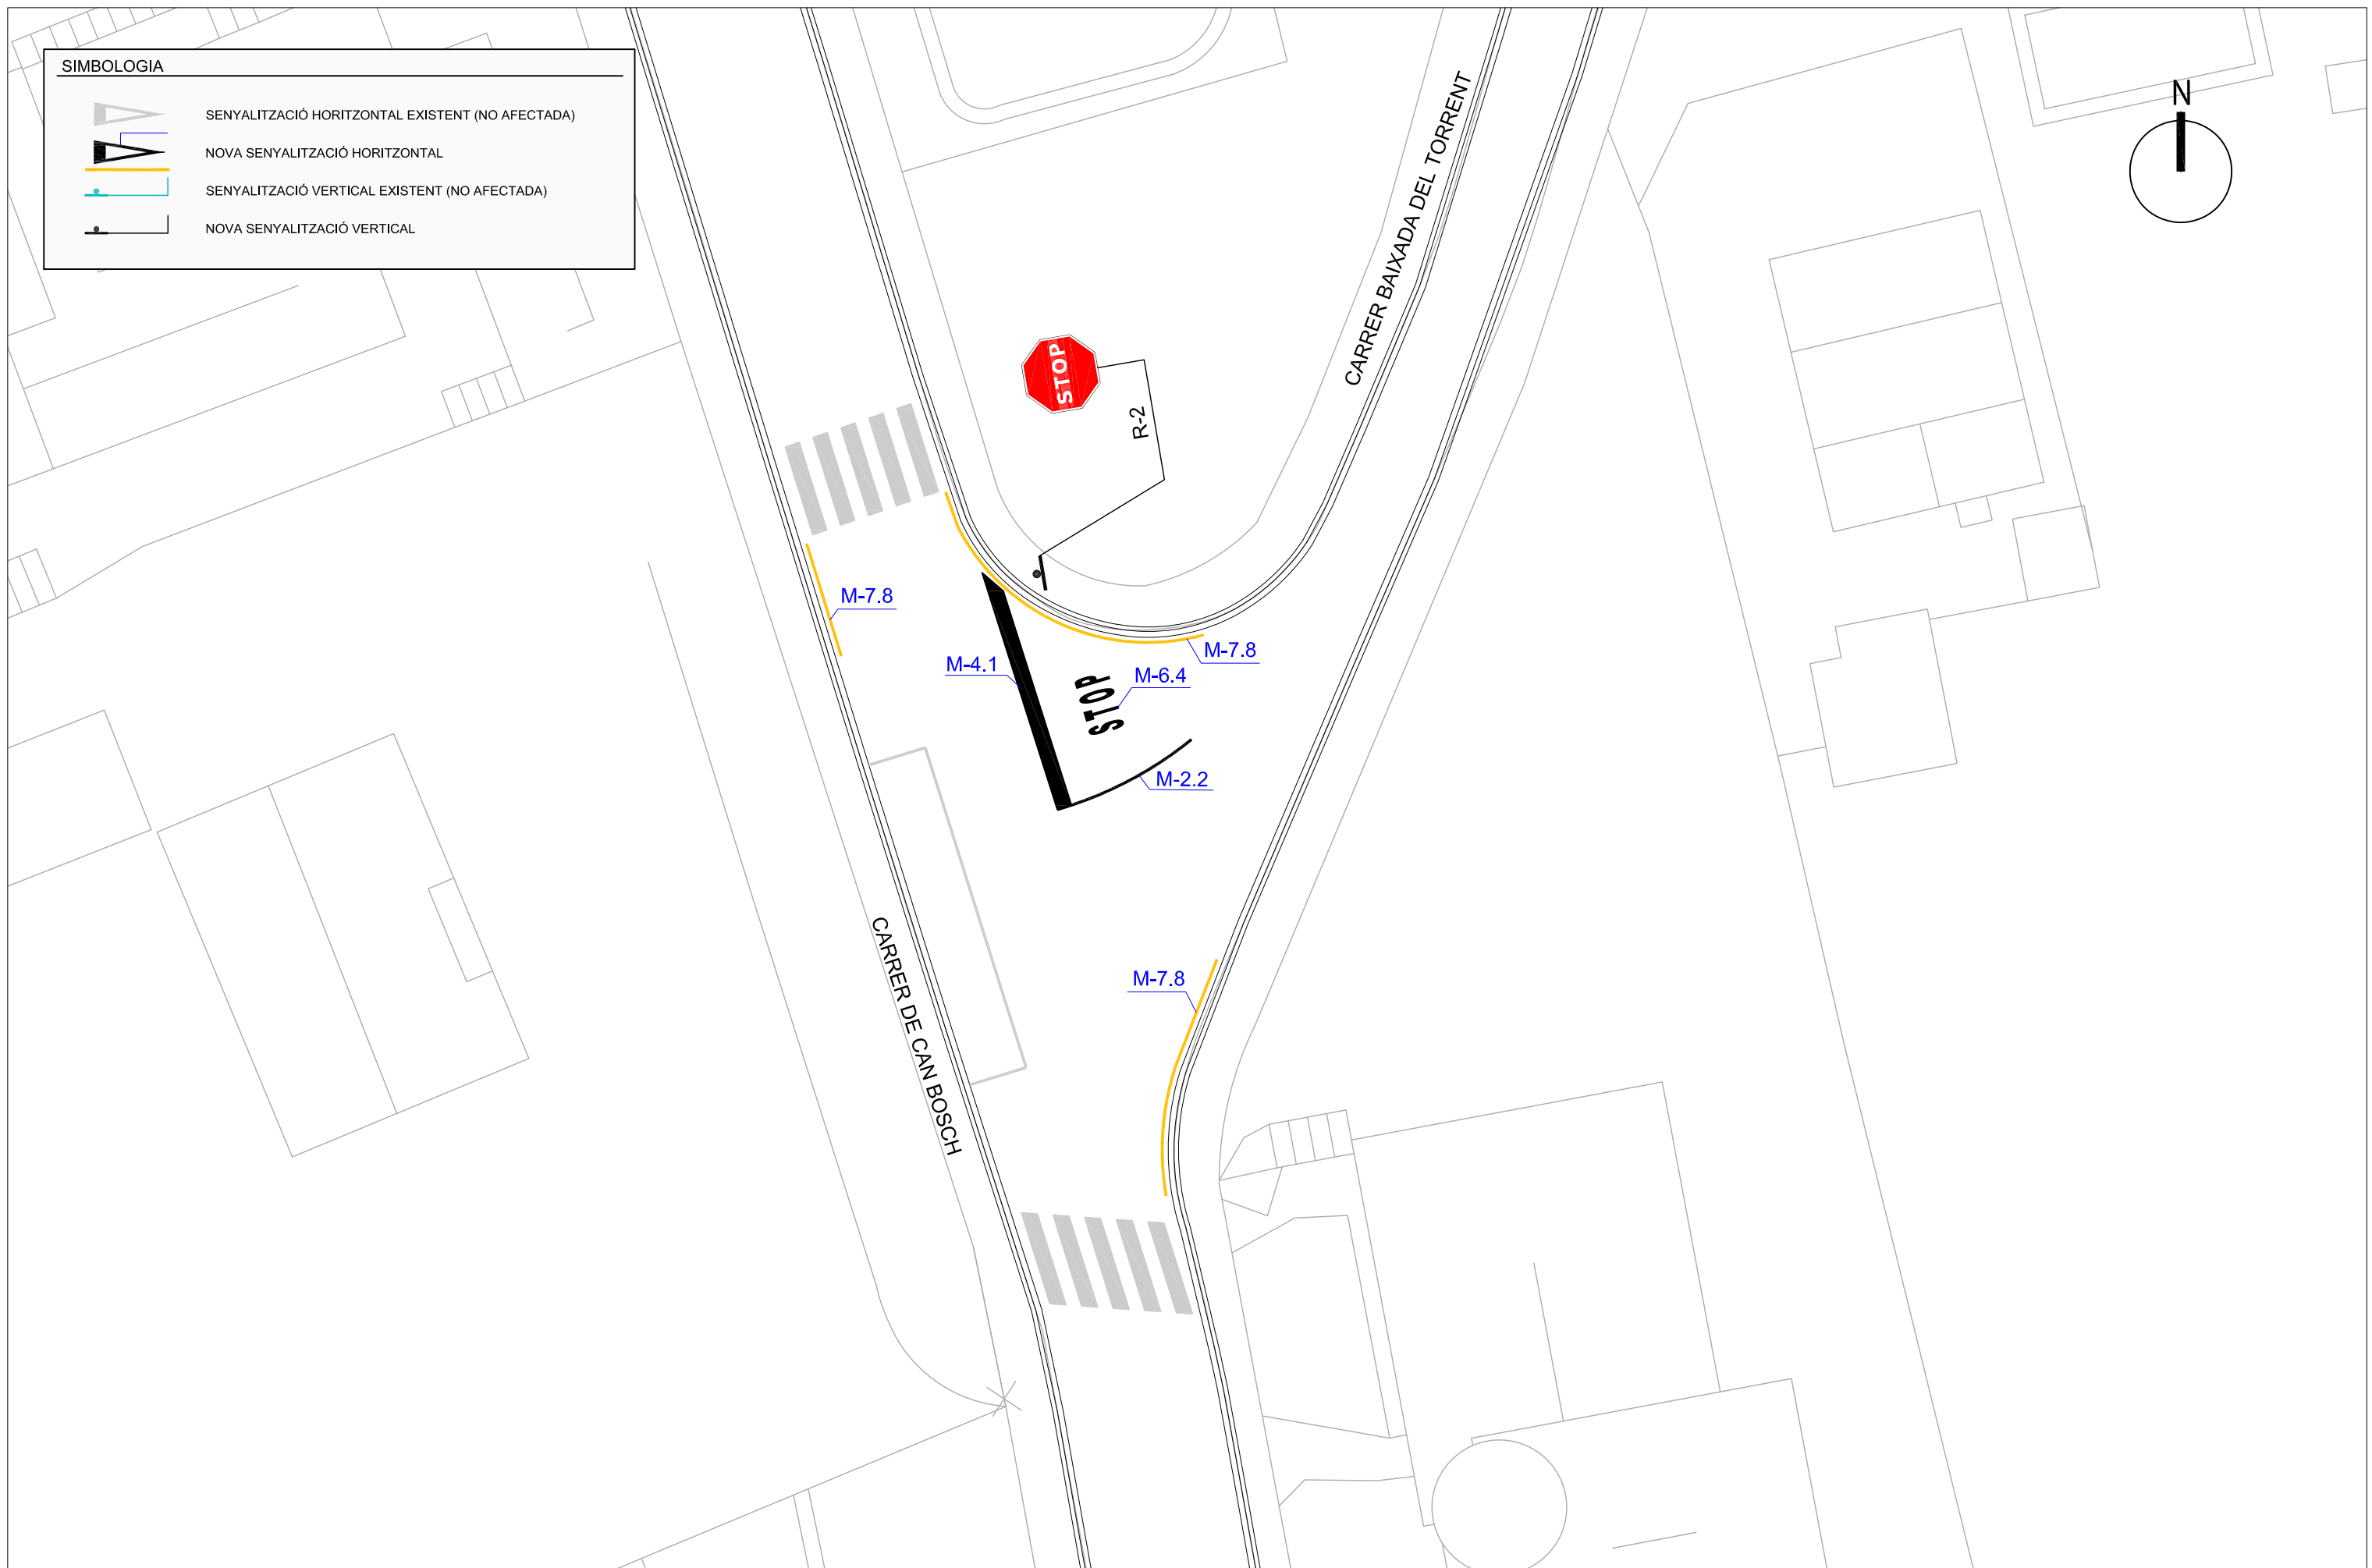 SIMBOLOGIA
SENYALITZACIÓ HORITZONTAL EXISTENT (NO AFECTADA)
NOVA SENYALITZACIÓ HORITZONTAL
SENYALITZACIÓ VERTICAL EXISTENT (NO AFECTADA)
NOVA SENYALITZACIÓ VERTICAL
N
CARRER BAIXADA DEL TORRENT
STOP
R-2
M-7.8
M-7.8
M-4.1
M-6.4
STOP
M-2.2
M-7.8
CARRER DE CAN BOSCH